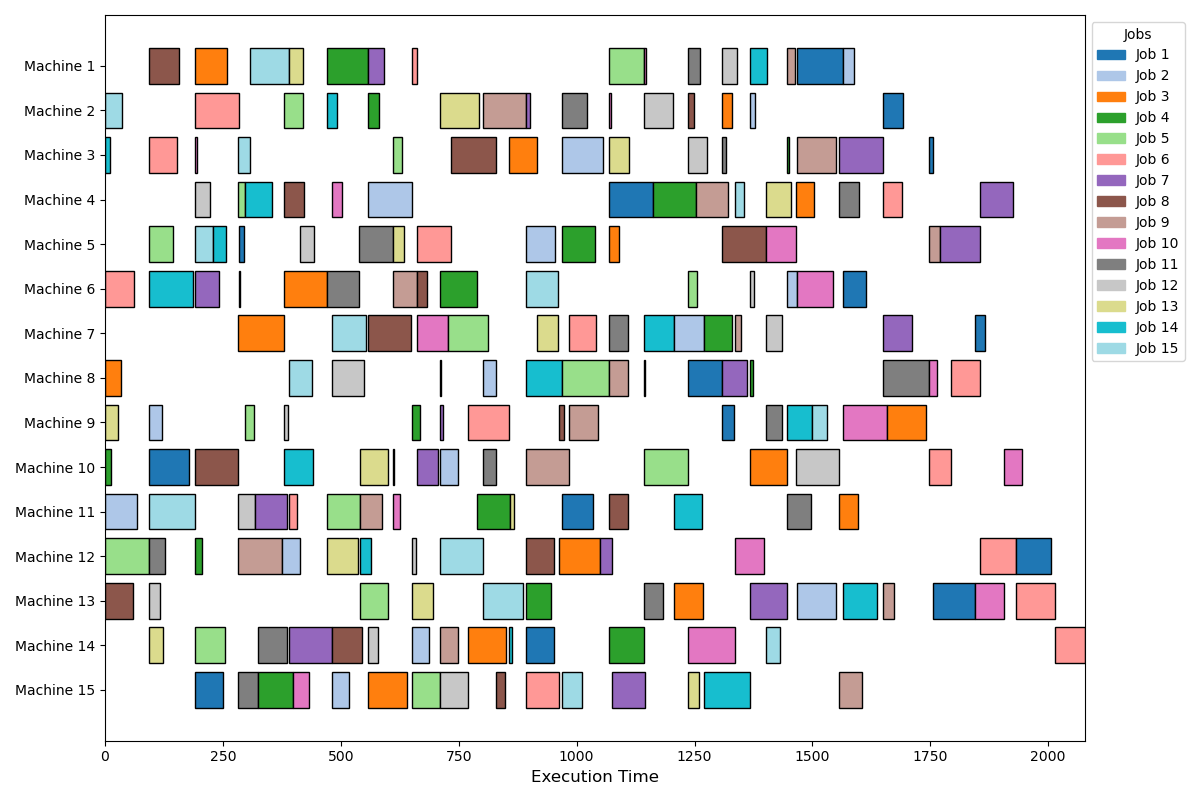 Machine 1
Machine 2
Machine 3
Machine 4
Machine 5
Machine 6
Machine 7
Machine 8
Machine 9
Machine 10
Machine 11
Machine 12
Machine 13
Machine 14
Machine 15
0 250 500 750 1000 1250 1500 1750 2000
Execution Time
Jobs
Job 1
Job 2
Job 3
Job 4
Job 5
Job 6
Job 7
Job 8
Job 9
Job 10
Job 11
Job 12
Job 13
Job 14
Job 15